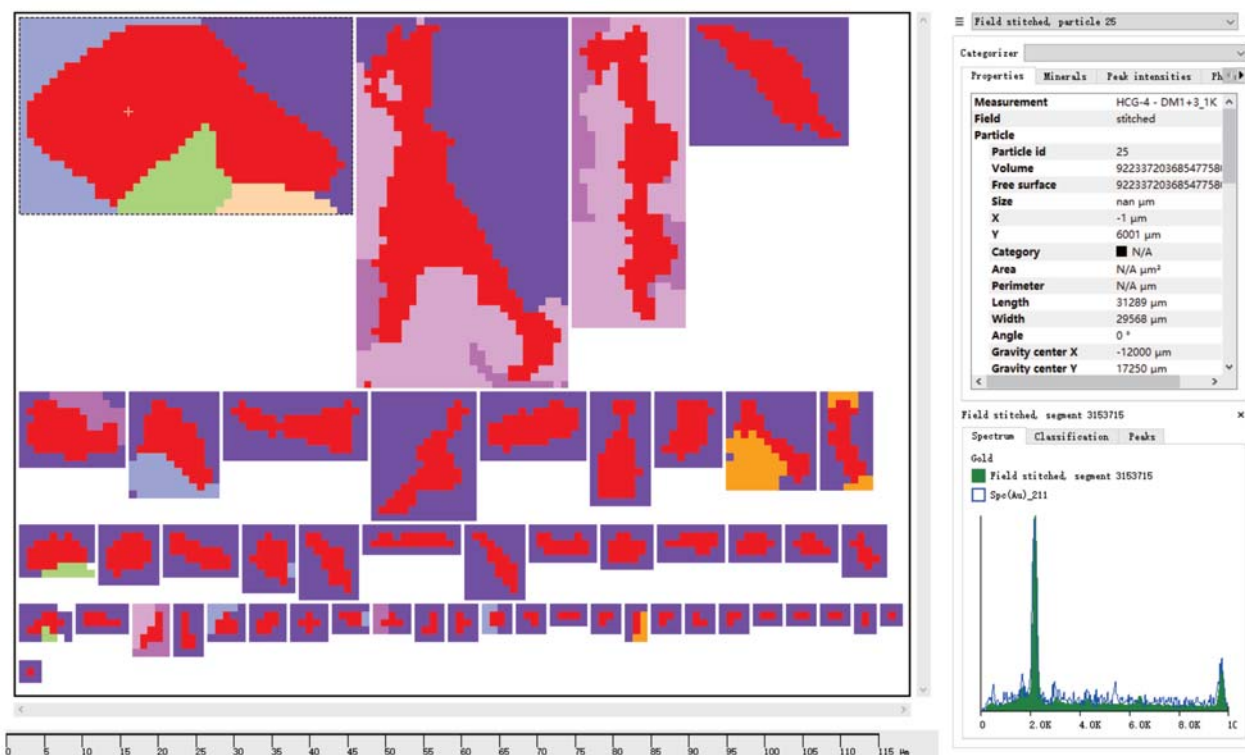 Field stitched, particle 25
Categorizer
Properties Minerals Peak intensities Ph
Measurement HCG-4 - DM1+3_1K
Field stitched
Particle
Particle id 25
Volume 92233720368547758
Free surface 92233720368547758
Size nan µm
X -1 µm
Y 6001 µm
Category N/A
Area N/A µm²
Perimeter N/A µm
Length 31289 µm
Width 29568 µm
Angle 0 °
Gravity center X -12000 µm
Gravity center Y 17250 µm
Field stitched, segment 3153715
Spectrum Classification Peaks
Gold
Field stitched, segment 3153715
Spc(Au)_211
0 2.0K 4.0K 6.0K 8.0K 10
0 5 10 15 20 25 30 35 40 45 50 55 60 65 70 75 80 85 90 95 100 105 110 115